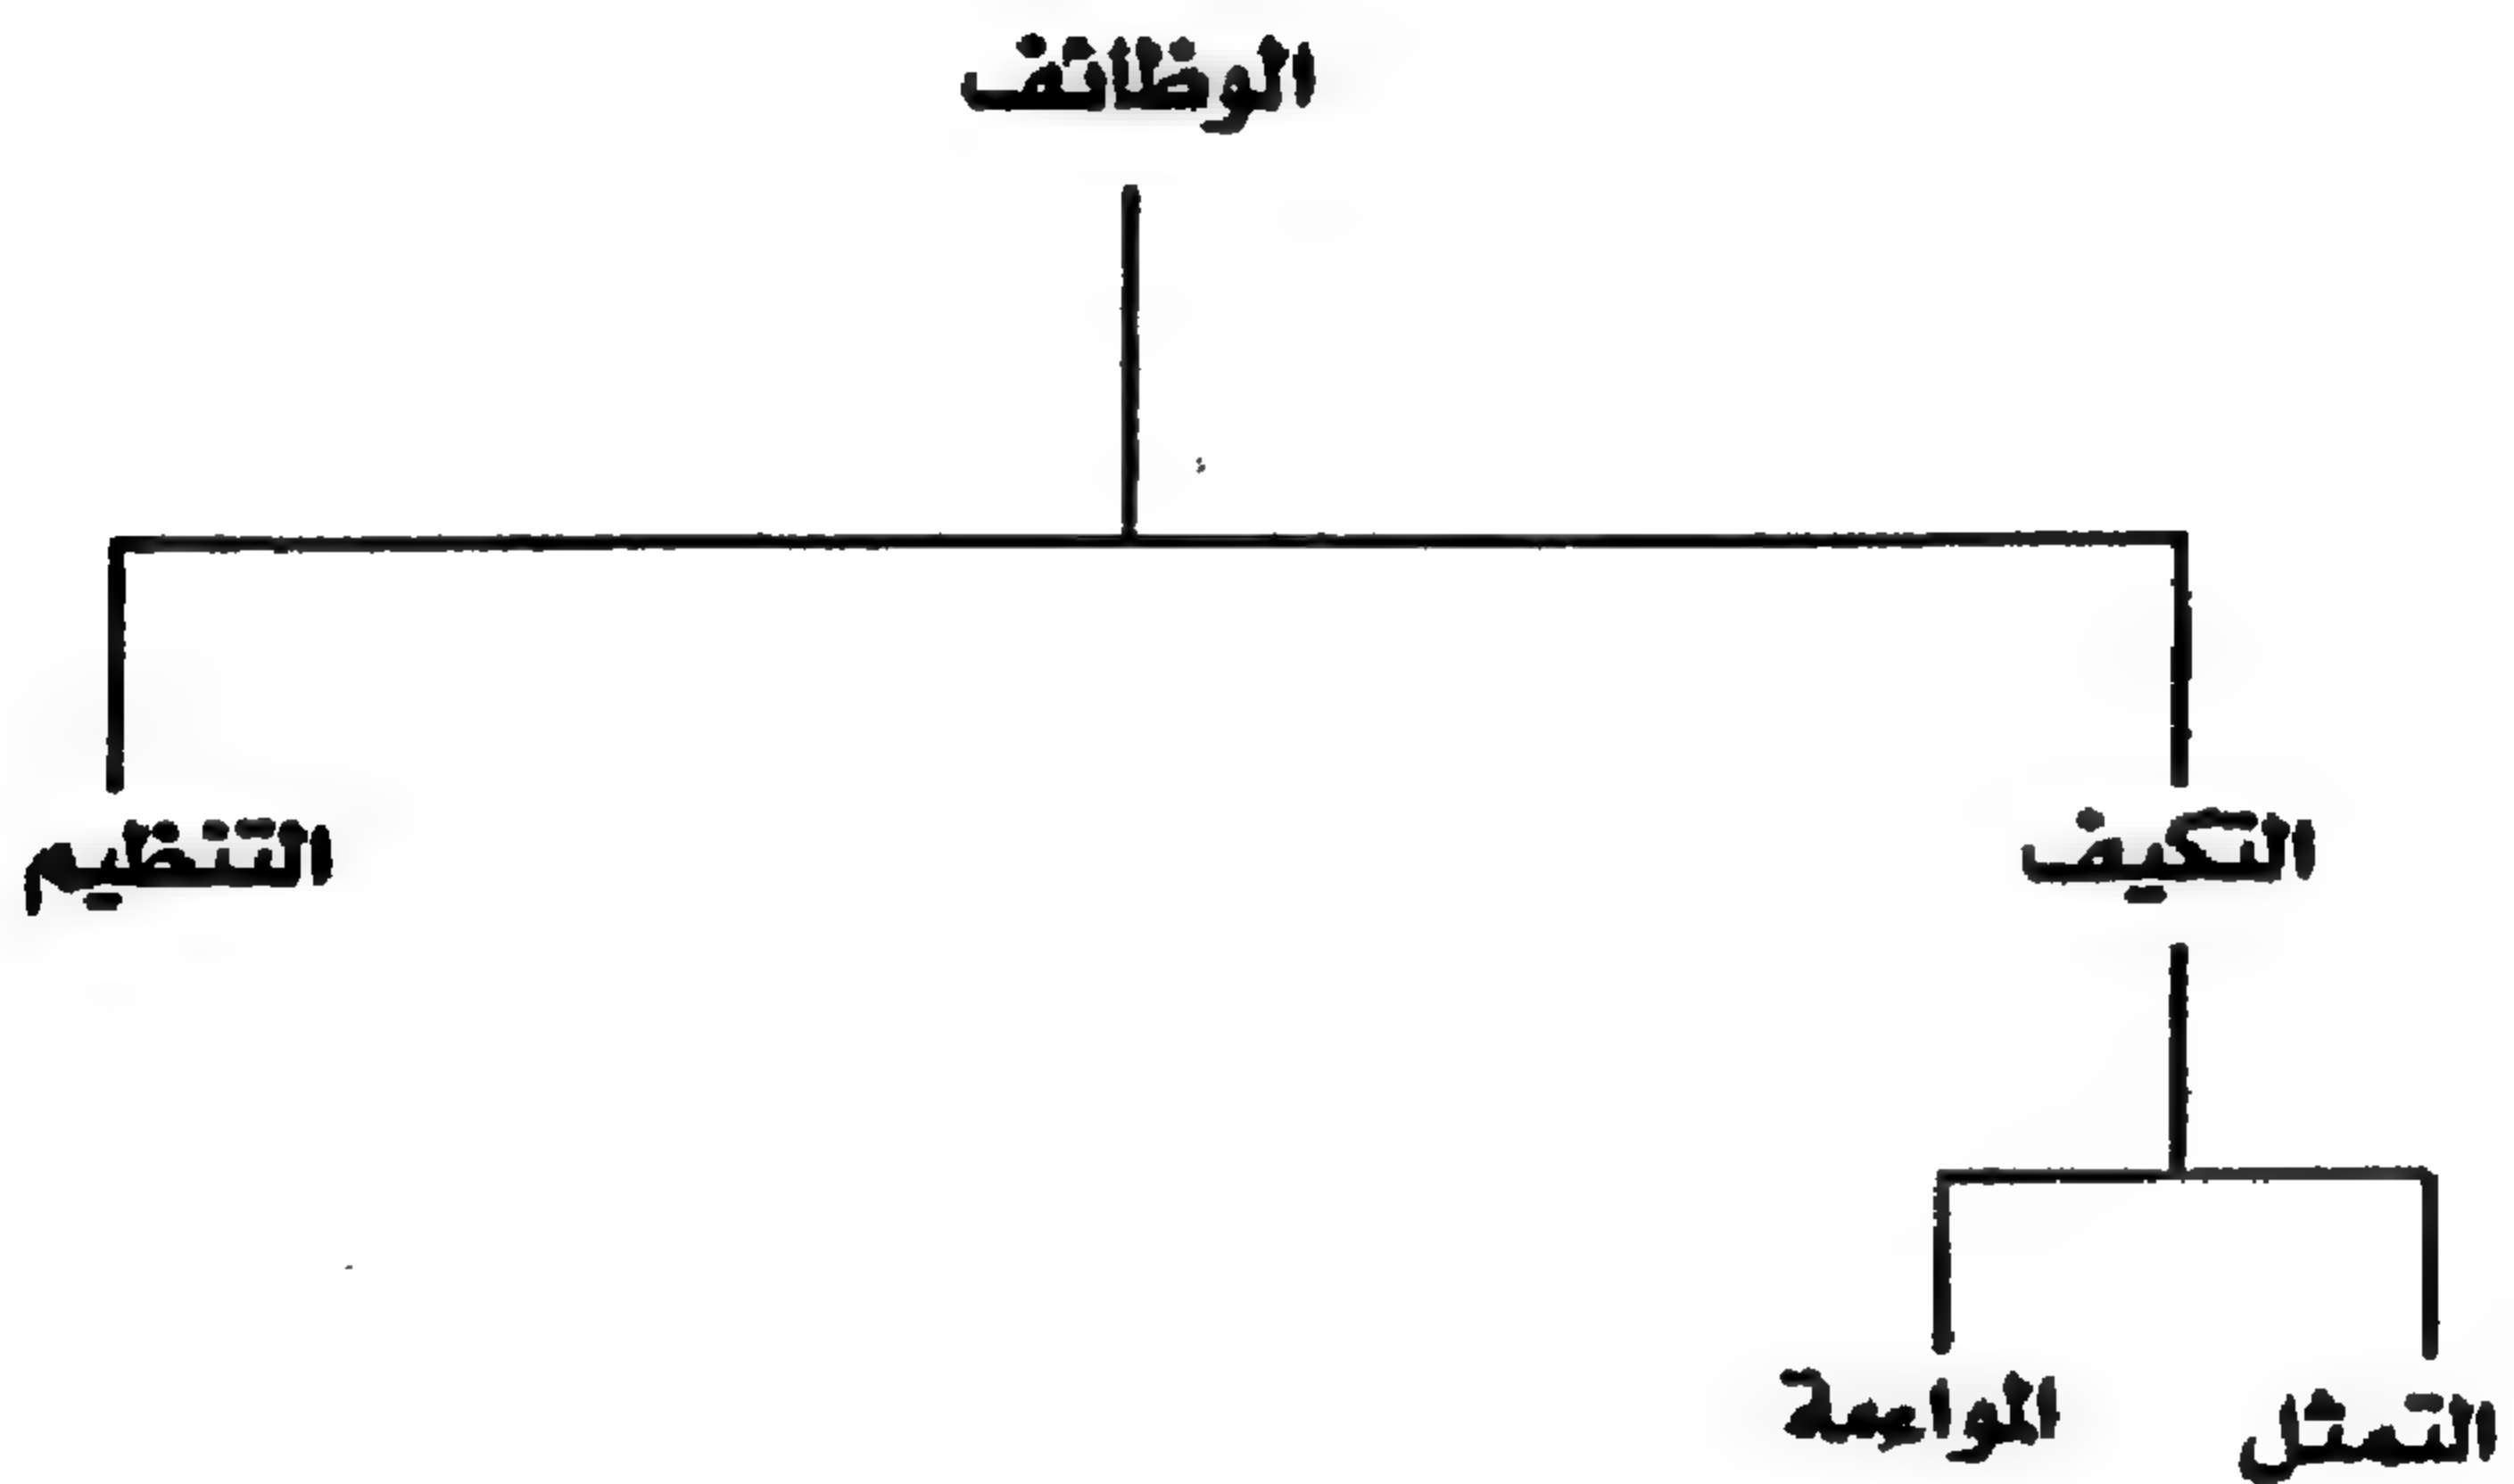 الوظائف
التكيف
التنظيم
التمثل
المواءمة